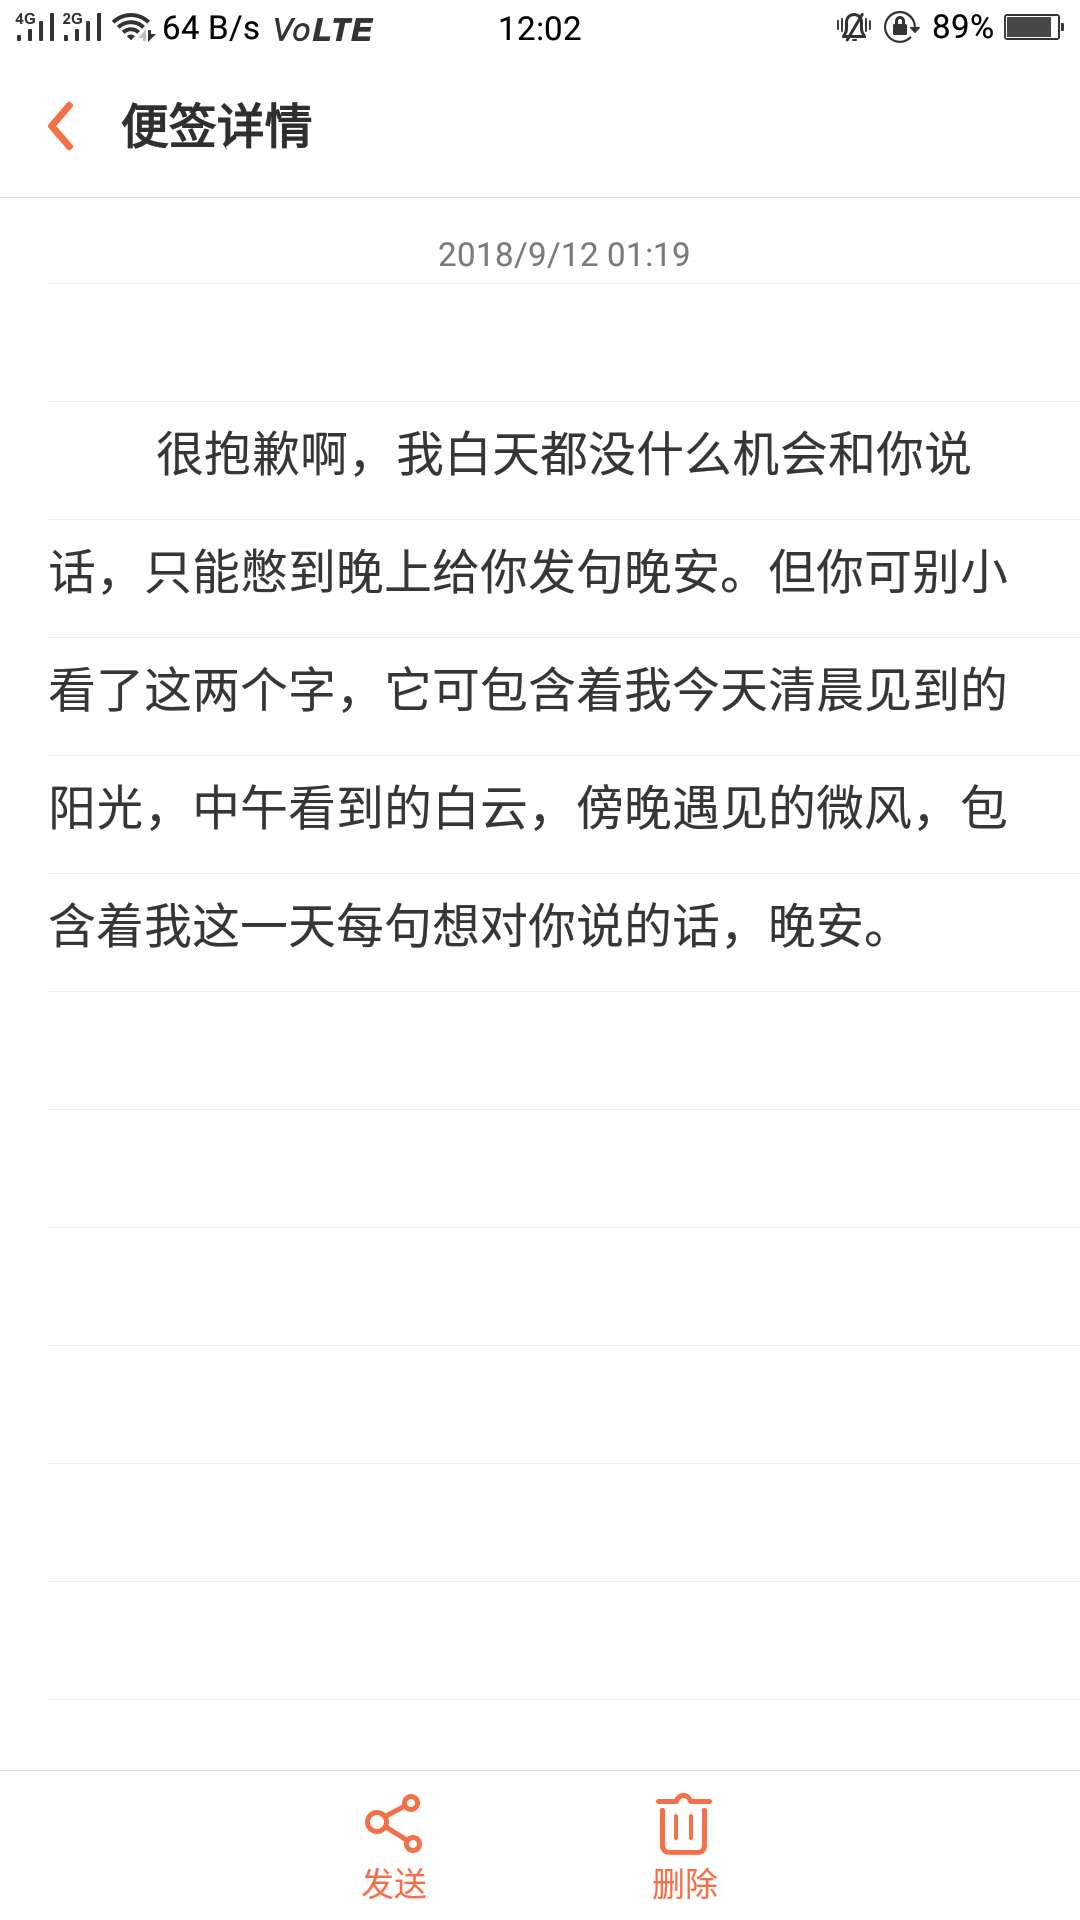 4G 2G 64 B/s VoLTE 12:02 89%
便签详情
2018/9/12 01:19
很抱歉啊，我白天都没什么机会和你说
话，只能憋到晚上给你发句晚安。但你可别小
看了这两个字，它可包含着我今天清晨见到的
阳光，中午看到的白云，傍晚遇见的微风，包
含着我这一天每句想对你说的话，晚安。
发送 删除